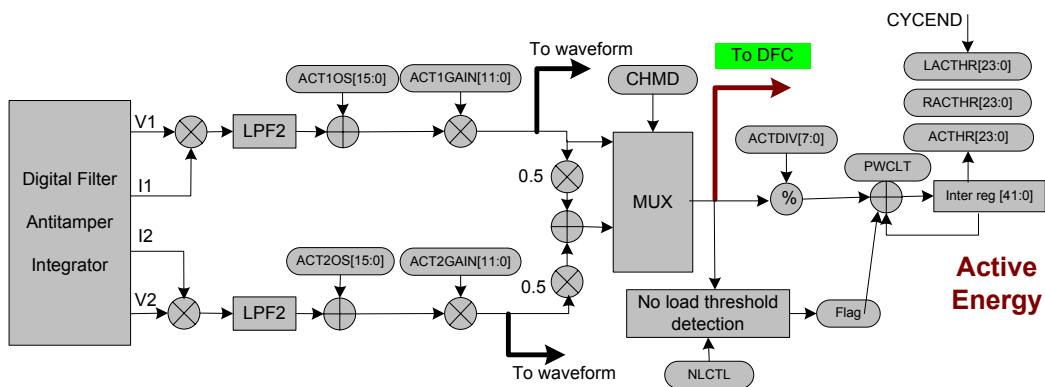 CYCEND
To waveform
To DFC
LACTHR[23:0]
ACT1OS[15:0]
ACT1GAIN[11:0]
CHMD
RACTHR[23:0]
V1
LPF2
ACTDIV[7:0]
ACTHR[23:0]
PWCLT
0.5
Digital Filter
Antitamper
Integrator
I1
MUX
%
Inter reg [41:0]
I2
ACT2OS[15:0]
ACT2GAIN[11:0]
0.5
V2
LPF2
No load threshold
detection
Flag
Active
Energy
To waveform
NLCTL